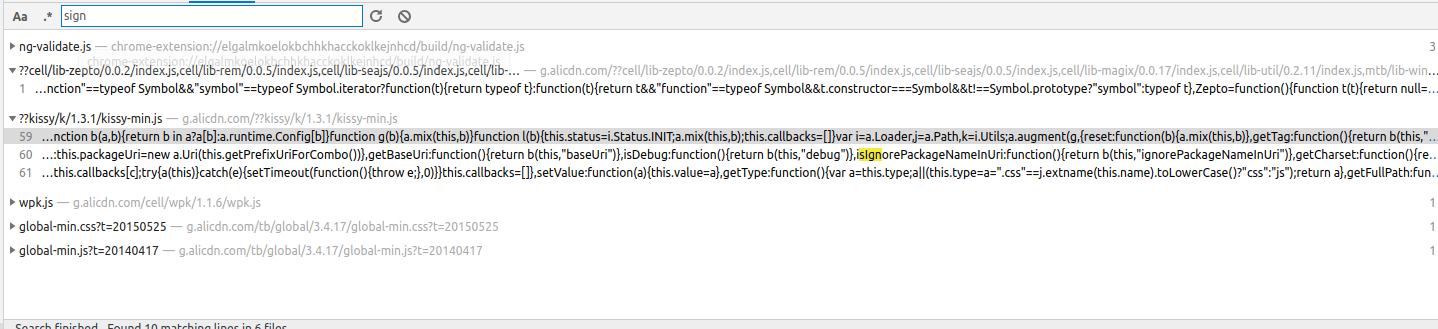 Aa .* sign
ng-validate.js — chrome-extension://elgalmkoelokbchhkhacckoklkejnhcd/build/ng-validate.js 3
chrome-extension://elgalmkoelokbchhkhacckoklkejnhcd/build/ng-validate.js
??cell/lib-zepto/0.0.2/index.js,cell/lib-rem/0.0.5/index.js,cell/lib-seajs/0.0.5/index.js,cell/lib-... — g.alicdn.com/??cell/lib-zepto/0.0.2/index.js,cell/lib-rem/0.0.5/index.js,cell/lib-seajs/0.0.5/index.js,cell/lib-magix/0.0.17/index.js,cell/lib-util/0.2.11/index.js,mtb/lib-win...
1 ...nction"==typeof Symbol&&"symbol"==typeof Symbol.iterator?function(t){return typeof t}:function(t){return t&&"function"==typeof Symbol&&t.constructor===Symbol&&t!==Symbol.prototype?"symbol":typeof t},Zepto=function(){function t(t){return null=...
??kissy/k/1.3.1/kissy-min.js — g.alicdn.com/??kissy/k/1.3.1/kissy-min.js
59 ...nction b(a,b){return b in a?a[b]:a.runtime.Config[b]}function g(b){a.mix(this,b)}function l(b){this.status=i.Status.INIT;a.mix(this,b);this.callbacks=[]}var i=a.Loader,j=a.Path,k=i.Utils;a.augment(g,{reset:function(b){a.mix(this,b)},getTag:function(){return b(this,"...
60 ...:this.packageUri=new a.Uri(this.getPrefixUriForCombo())},getBaseUri:function(){return b(this,"baseUri")},isDebug:function(){return b(this,"debug")},isIgnorePackageNameInUri:function(){return b(this,"ignorePackageNameInUri")},getCharset:function(){re...
61 ...this.callbacks[c];try{a(this)}catch(e){setTimeout(function(){throw e;},0)}}this.callbacks=[]},setValue:function(a){this.value=a},getType:function(){var a=this.type;a||(this.type=a=".css"==j.extname(this.name).toLowerCase()?"css":"js");return a},getFullPath:fun...
wpk.js — g.alicdn.com/cell/wpk/1.1.6/wpk.js 1
global-min.css?t=20150525 — g.alicdn.com/tb/global/3.4.17/global-min.css?t=20150525 1
global-min.js?t=20140417 — g.alicdn.com/tb/global/3.4.17/global-min.js?t=20140417 1
Search finished. Found 10 matching lines in 6 files.